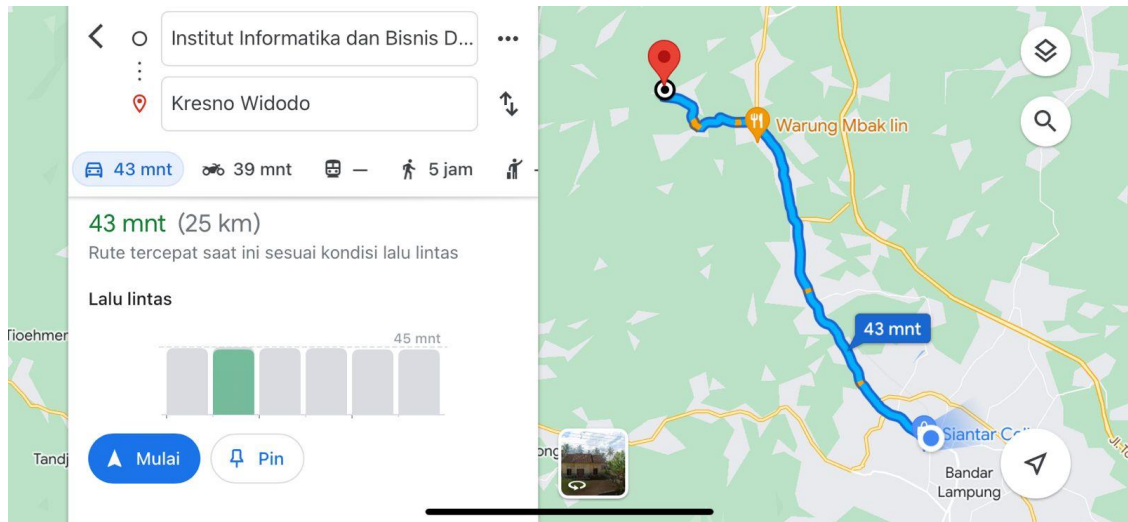 Institut Informatika dan Bisnis D...
Kresno Widodo
43 mnt
39 mnt
—
5 jam
43 mnt (25 km)
Rute tercepat saat ini sesuai kondisi lalu lintas
Lalu lintas
45 mnt
Mulai
Pin
Tioehmer
Tandj
Warung Mbak Iin
43 mnt
Siantar
Bandar
Lampung
ong